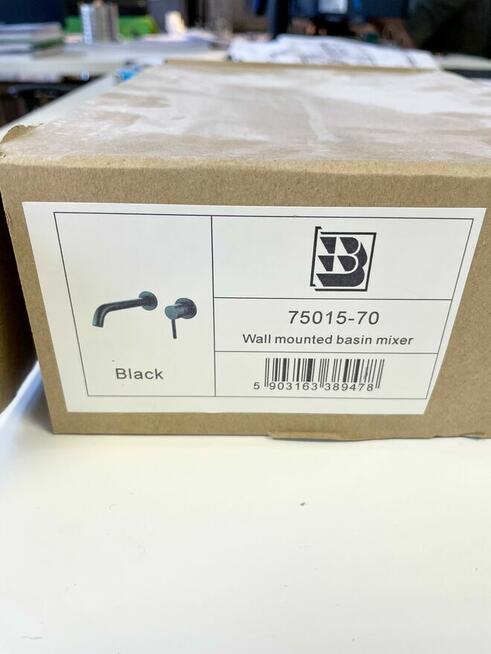 75015-70
Wall mounted basin mixer
Black
5 903163 389478